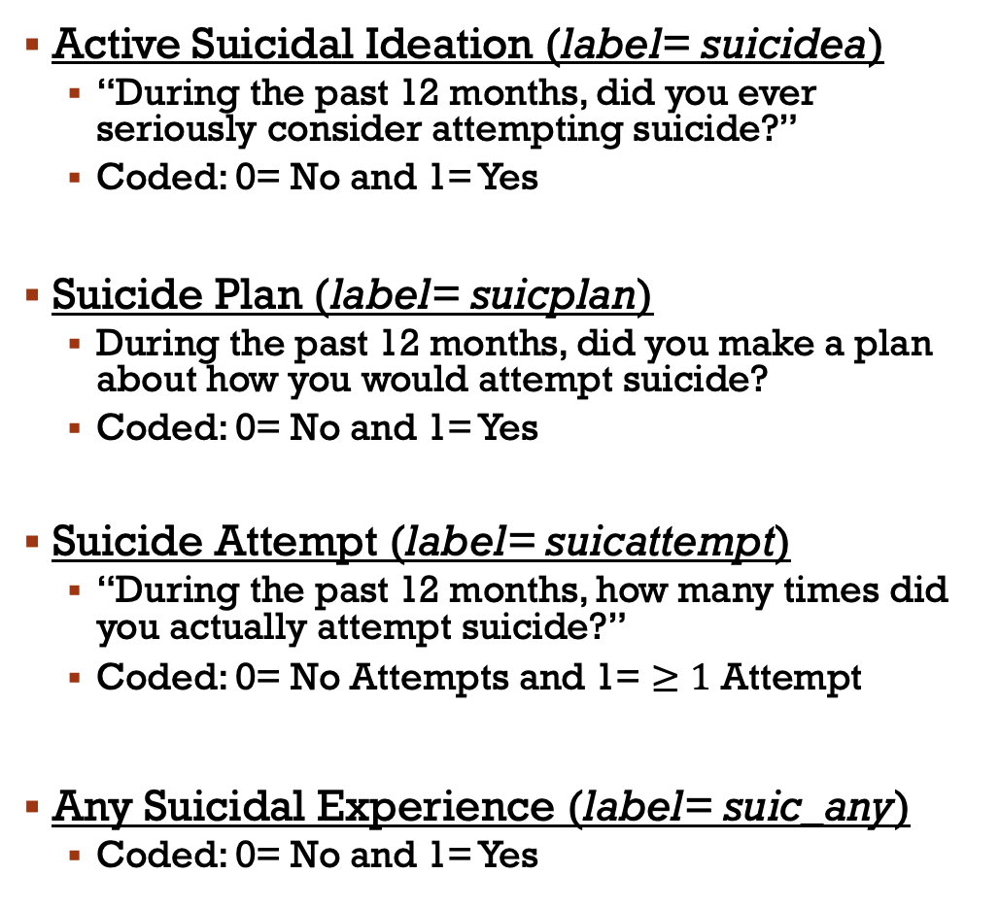 ▪ Active Suicidal Ideation (label= suicidea)
▪ “During the past 12 months, did you ever
seriously consider attempting suicide?”
▪ Coded: 0= No and 1= Yes
▪ Suicide Plan (label= suicplan)
▪ During the past 12 months, did you make a plan
about how you would attempt suicide?
▪ Coded: 0= No and 1= Yes
▪ Suicide Attempt (label= suicattempt)
▪ “During the past 12 months, how many times did
you actually attempt suicide?”
▪ Coded: 0= No Attempts and 1= ≥ 1 Attempt
▪ Any Suicidal Experience (label= suic_any)
▪ Coded: 0= No and 1= Yes